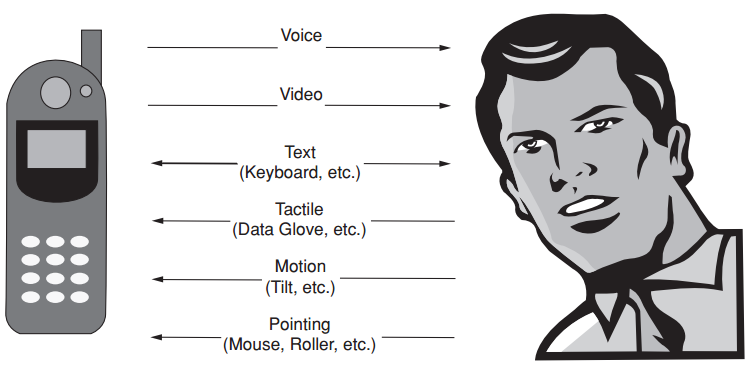 Voice
Video
Text
(Keyboard, etc.)
Tactile
(Data Glove, etc.)
Motion
(Tilt, etc.)
Pointing
(Mouse, Roller, etc.)